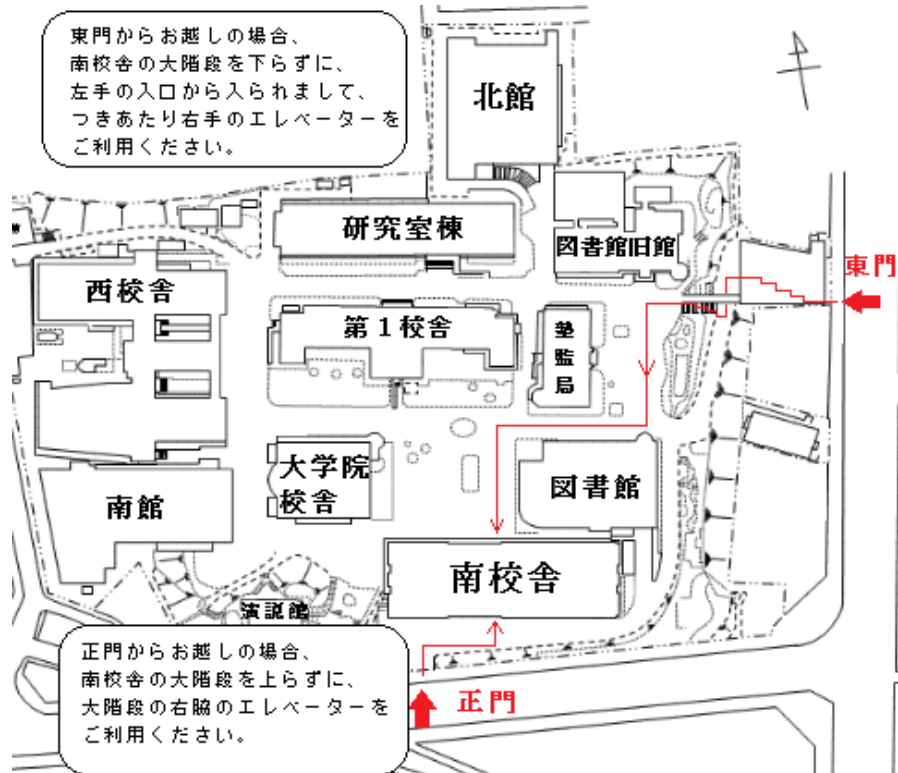 東門からお越しの場合、
南校舎の大階段を下らずに、
左手の入口から入られまして、
つきあたり右手のエレベーターを
ご利用ください。
北館
研究室棟
図書館旧館
東門
西校舎
第1校舎
塾監局
大学院
校舎
図書館
南館
南校舎
演説館
正門からお越しの場合、
南校舎の大階段を上らずに、
大階段の右脇のエレベーターを
ご利用ください。
正門